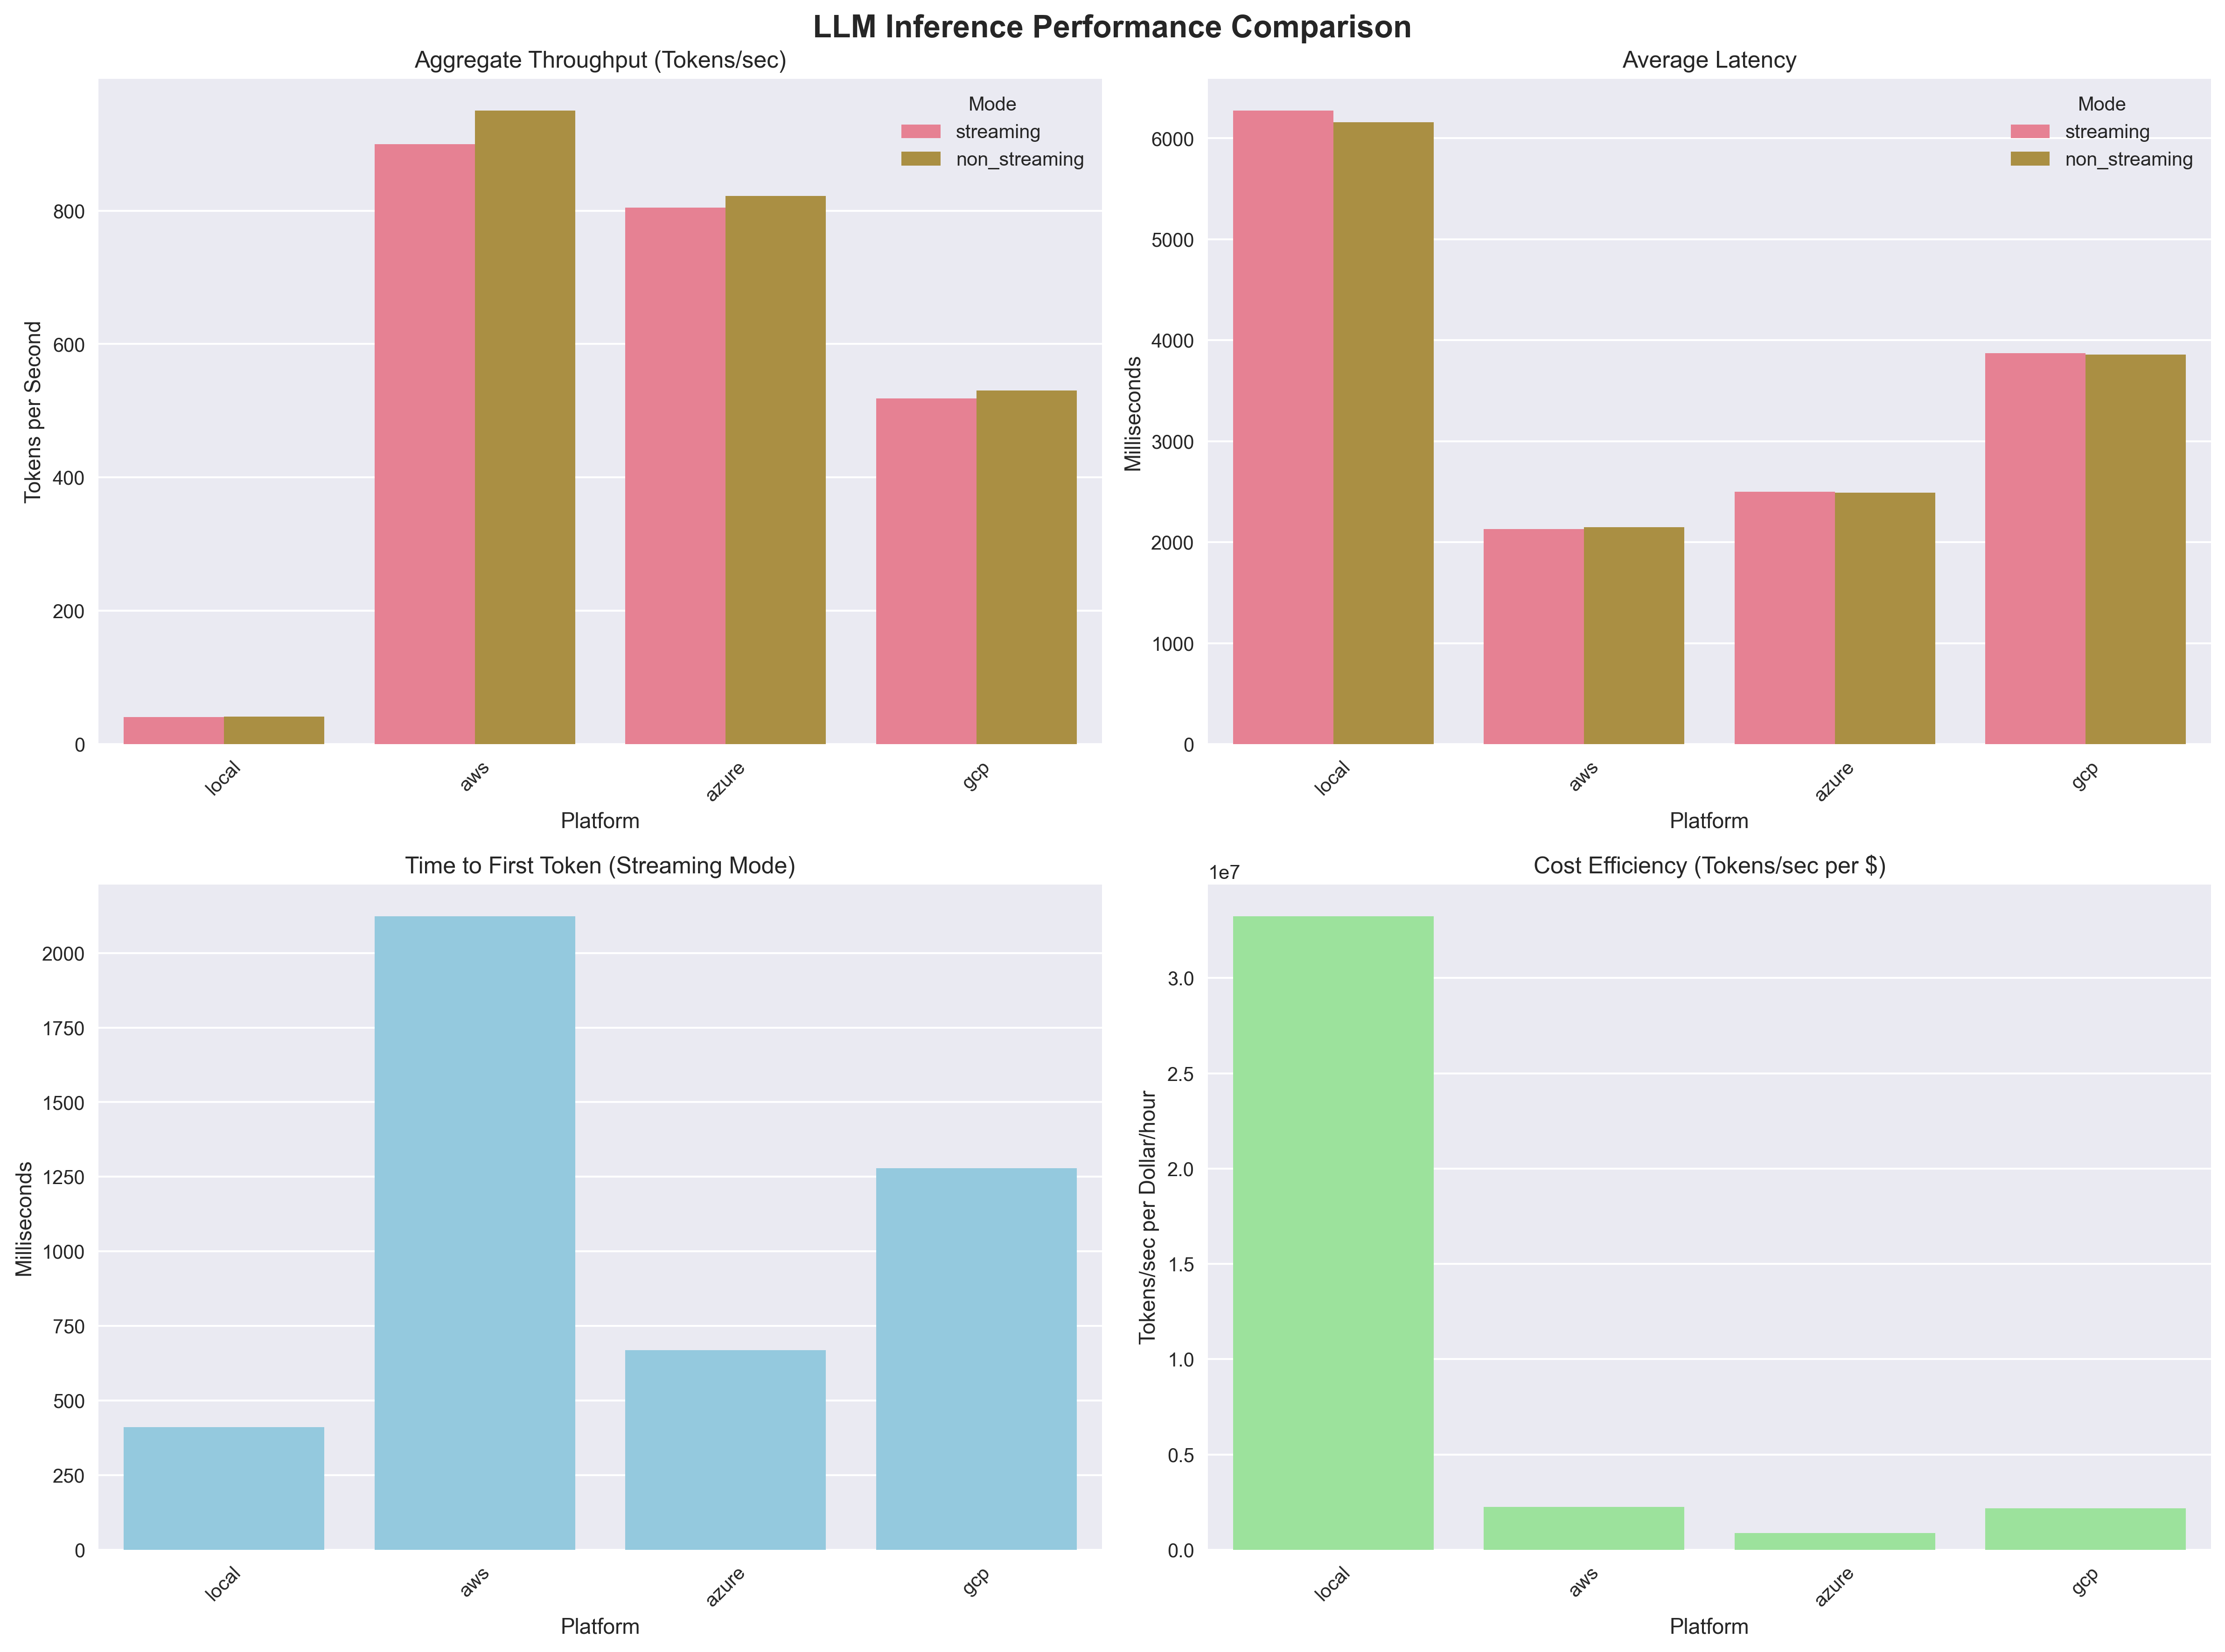 LLM Inference Performance Comparison
Aggregate Throughput (Tokens/sec)
Tokens per Second
800
600
400
200
0
Mode
streaming
non_streaming
local
aws
azure
gcp
Platform
Average Latency
Milliseconds
6000
5000
4000
3000
2000
1000
0
Mode
streaming
non_streaming
local
aws
azure
gcp
Platform
Time to First Token (Streaming Mode)
Milliseconds
2000
1750
1500
1250
1000
750
500
250
0
local
aws
azure
gcp
Platform
Cost Efficiency (Tokens/sec per $)
1e7
Tokens/sec per Dollar/hour
3.0
2.5
2.0
1.5
1.0
0.5
0.0
local
aws
azure
gcp
Platform